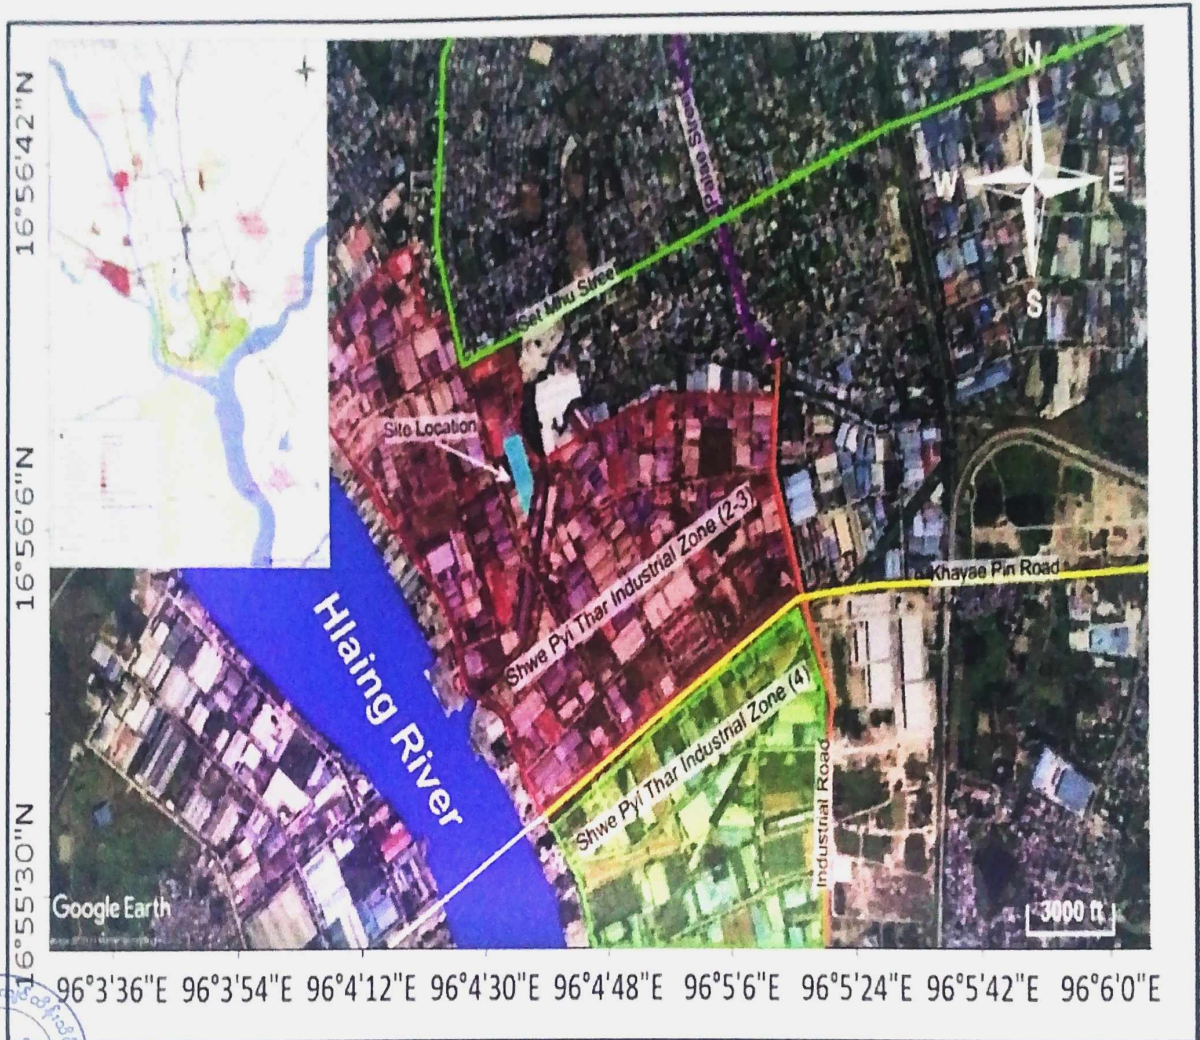 16°56'42"N
16°56'6"N
16°55'30"N
N
W
E
S
Palae Street
Set Mhu Street
Site Location
Shwe Pyi Thar Industrial Zone (2-3)
Khayae Pin Road
Hlaing River
Shwe Pyi Thar Industrial Zone (4)
Industrial Road
Google Earth
3000 ft
96°3'36"E 96°3'54"E 96°4'12"E 96°4'30"E 96°4'48"E 96°5'6"E 96°5'24"E 96°5'42"E 96°6'0"E